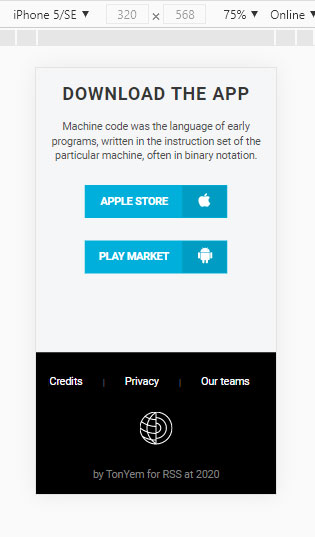 iPhone 5/SE ▼ 320 × 568 75% ▼ Online ▼
DOWNLOAD THE APP
Machine code was the language of early
programs, written in the instruction set of the
particular machine, often in binary notation.
APPLE STORE
PLAY MARKET
Credits | Privacy | Our teams
by TonYem for RSS at 2020